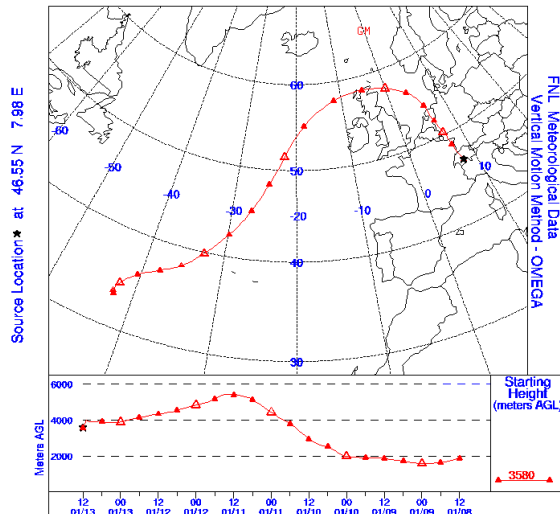 Source Location ★ at 46.55 N 7.98 E
GM
60
60
50
-50
-40
-30
-20
-10
0
10
40
30
FNL Meteorological Data
Vertical Motion Method - OMEGA
Meters AGL
6000
4000
2000
12 00 12 00 12 00 12 00 12 00 12
01/13 01/13 01/12 01/12 01/11 01/11 01/10 01/10 01/09 01/09 01/08
Starting
Height
(meters AGL)
3580